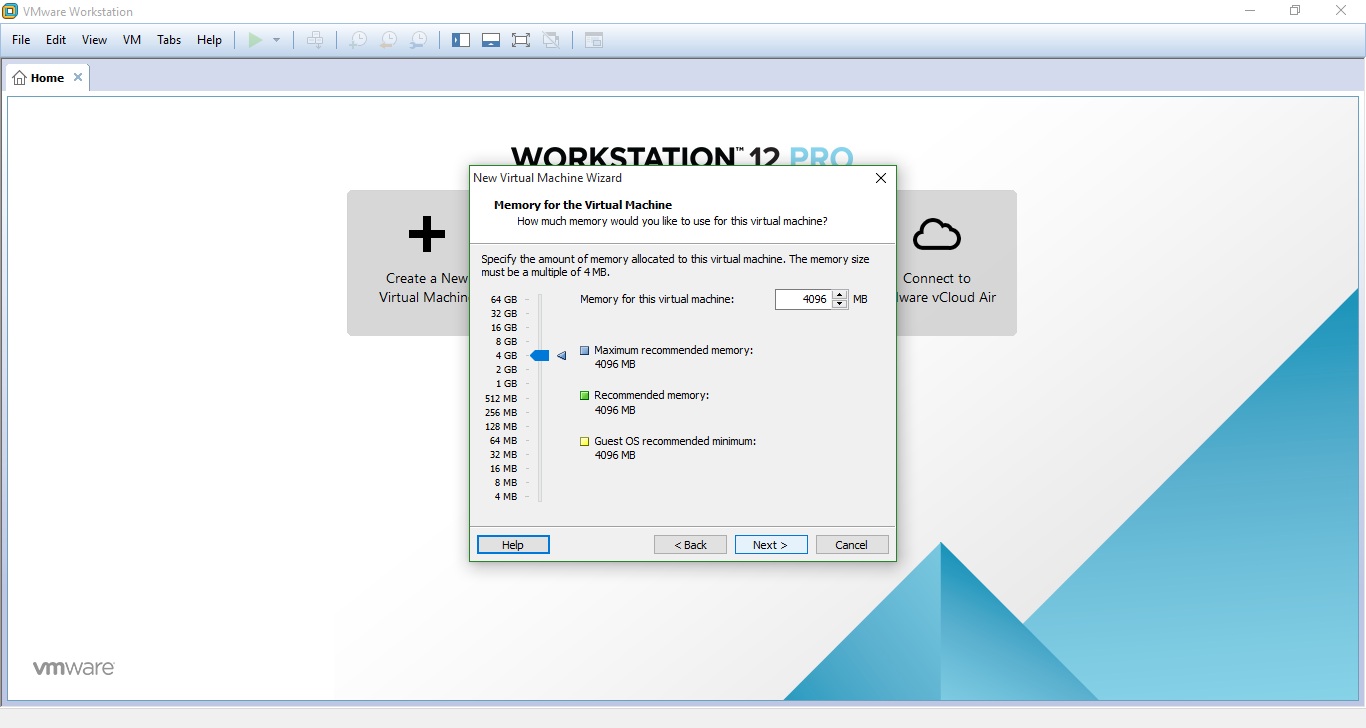 VMware Workstation
File Edit View VM Tabs Help
Home
WORKSTATION™ 12 PRO
New Virtual Machine Wizard
Memory for the Virtual Machine
How much memory would you like to use for this virtual machine?
Specify the amount of memory allocated to this virtual machine. The memory size
must be a multiple of 4 MB.
64 GB
32 GB
16 GB
8 GB
4 GB
2 GB
1 GB
512 MB
256 MB
128 MB
64 MB
32 MB
16 MB
8 MB
4 MB
Memory for this virtual machine: 4096 MB
Maximum recommended memory:
4096 MB
Recommended memory:
4096 MB
Guest OS recommended minimum:
4096 MB
Help < Back Next > Cancel
Create a New
Virtual Machin
Connect to
ware vCloud Air
vmware